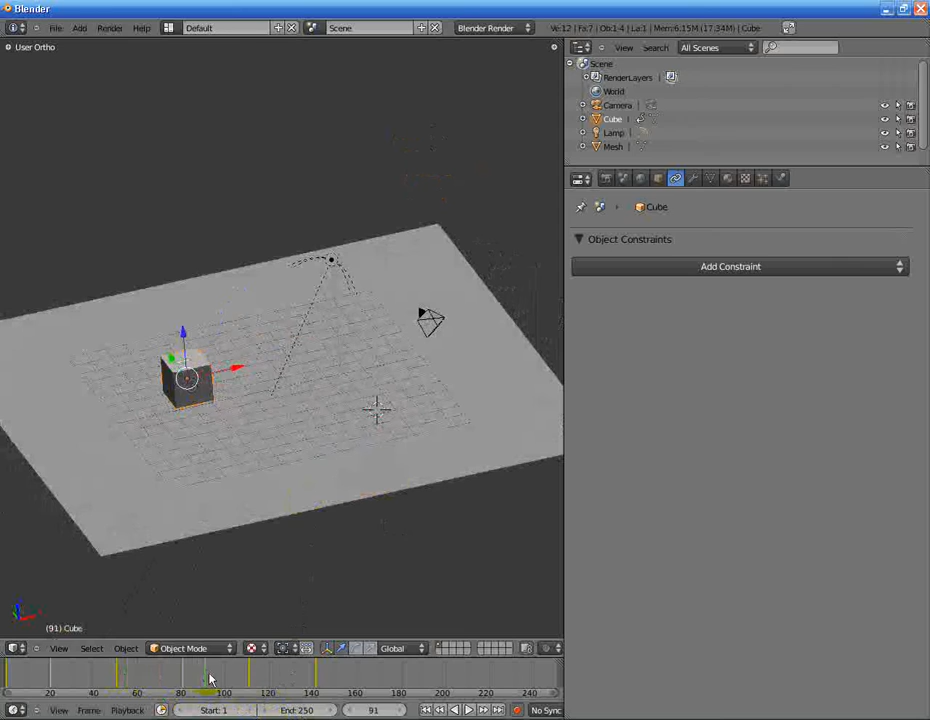 Blender
File Add Render Help Default Scene Blender Render Ve:12 | Fa:7 | Ob:1-4 | La:1 | Mem:6.15M (17.34M) | Cube
User Ortho
View Search All Scenes
Scene
RenderLayers
World
Camera
Cube
Lamp
Mesh
Cube
Object Constraints
Add Constraint
(91) Cube
View Select Object Object Mode Global
0 20 40 60 80 100 120 140 160 180 200 220 240
View Frame Playback Start: 1 End: 250 91 No Sync